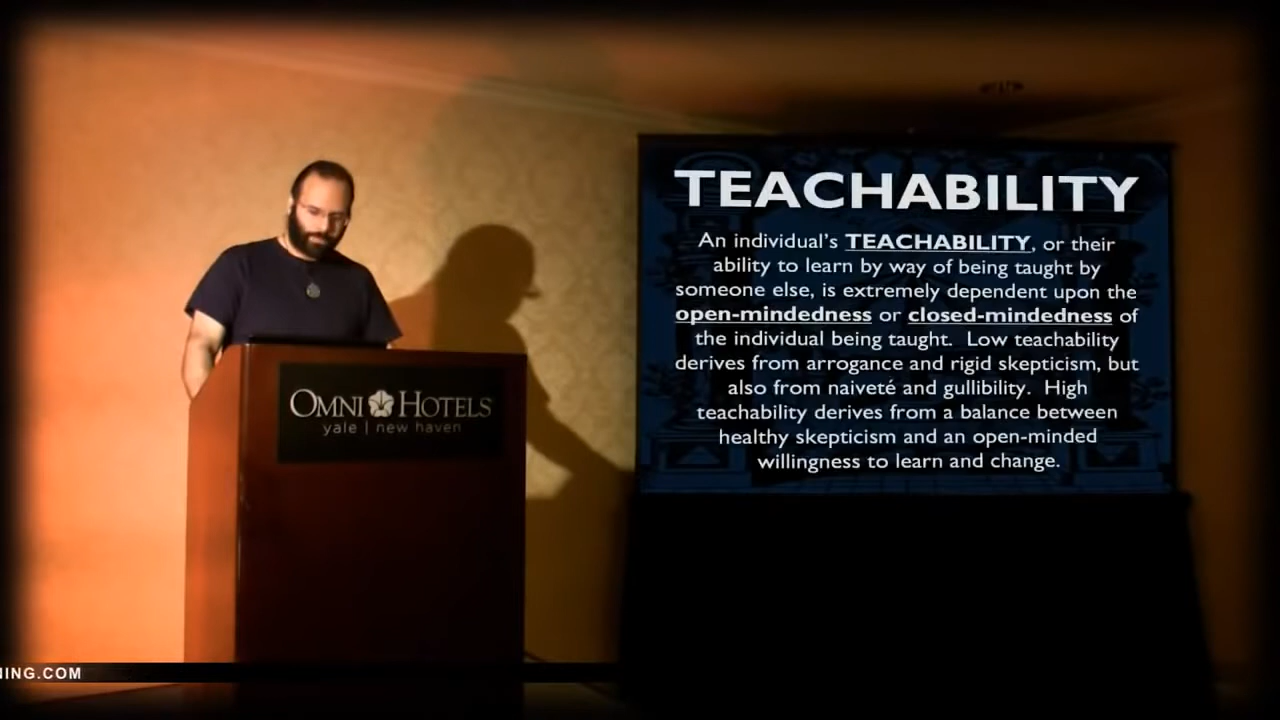 TEACHABILITY
An individual's TEACHABILITY, or their
ability to learn by way of being taught by
someone else, is extremely dependent upon the
open-mindedness or closed-mindedness of
the individual being taught.  Low teachability
derives from arrogance and rigid skepticism, but
also from naiveté and gullibility.  High
teachability derives from a balance between
healthy skepticism and an open-minded
willingness to learn and change.
OMNI HOTELS
yale | new haven
NING.COM